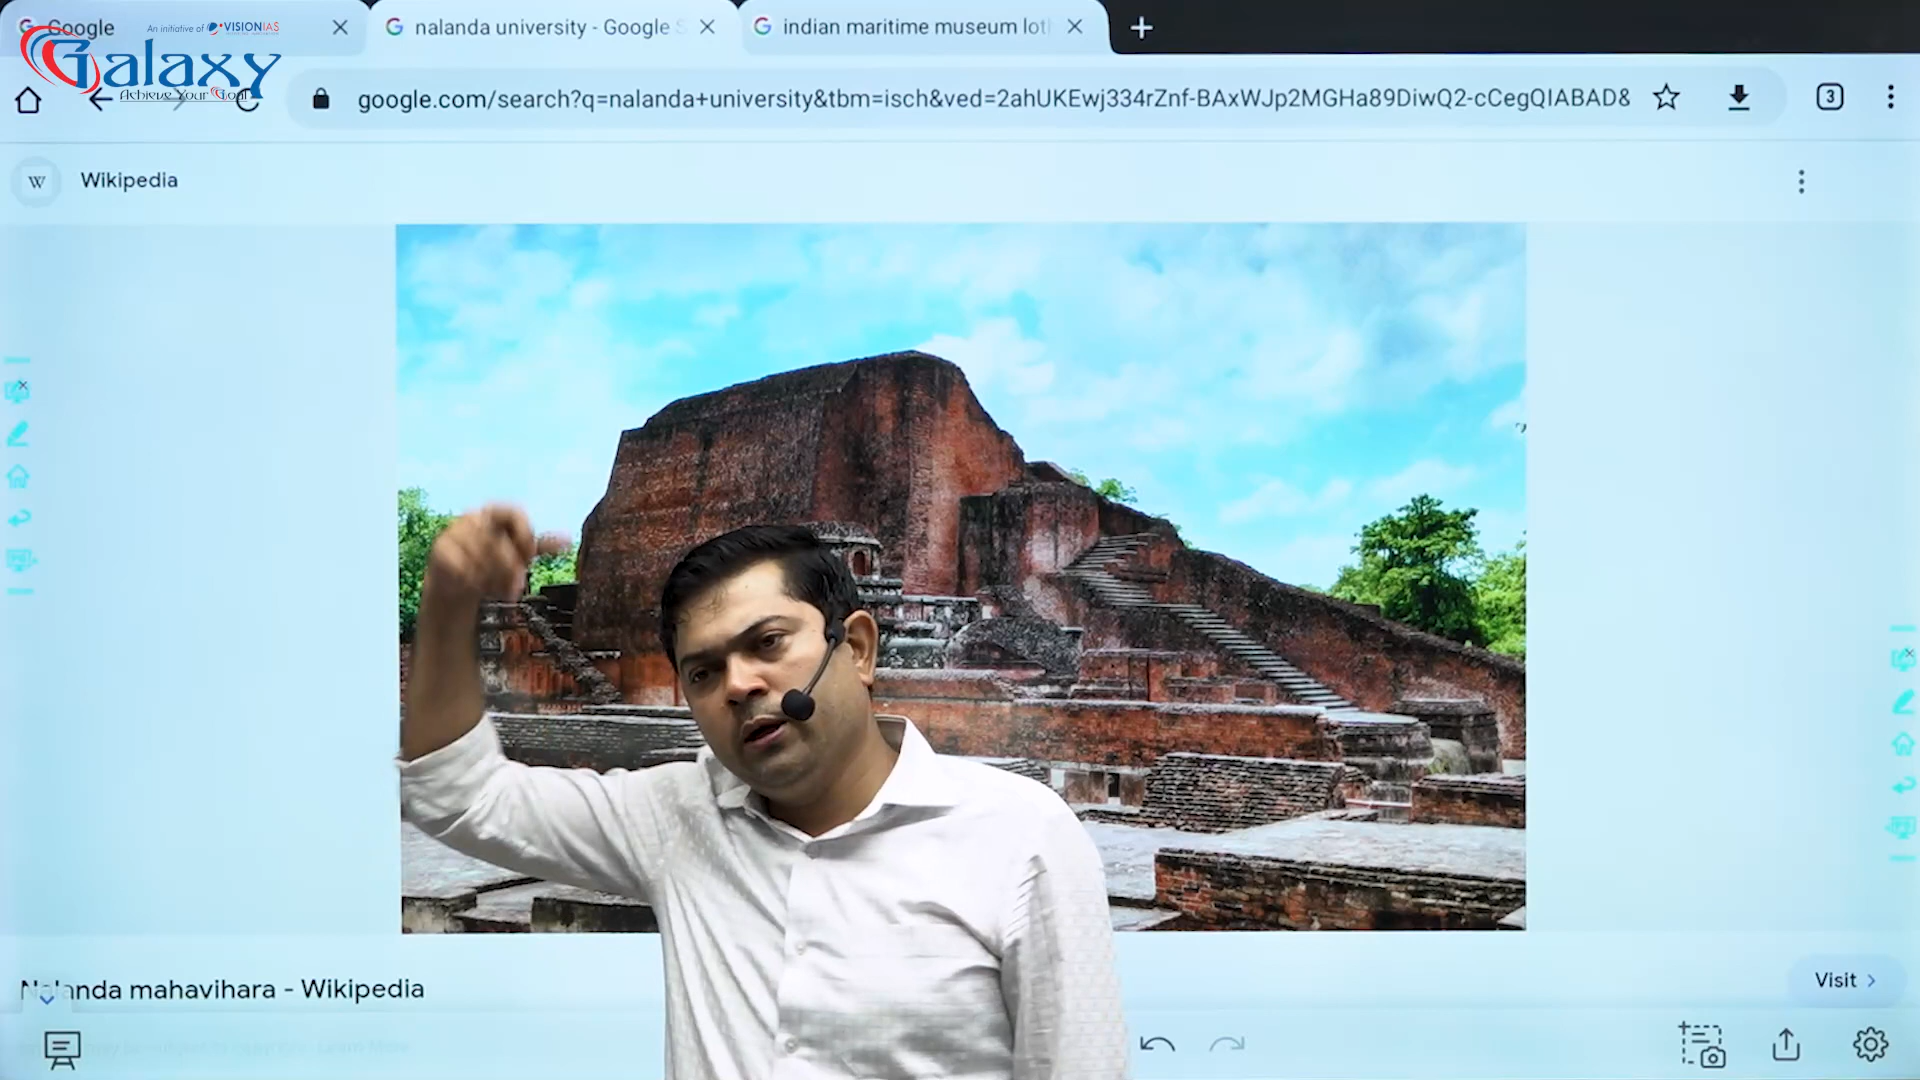 Google
nalanda university - Google S
indian maritime museum lot
An initiative of VISIONIAS
Galaxy
Achieve Your Goal
google.com/search?q=nalanda+university&tbm=isch&ved=2ahUKEwj334rZnf-BAxWJp2MGHa89DiwQ2-cCegQIABAD&
3
W
Wikipedia
Nalanda mahavihara - Wikipedia
Visit